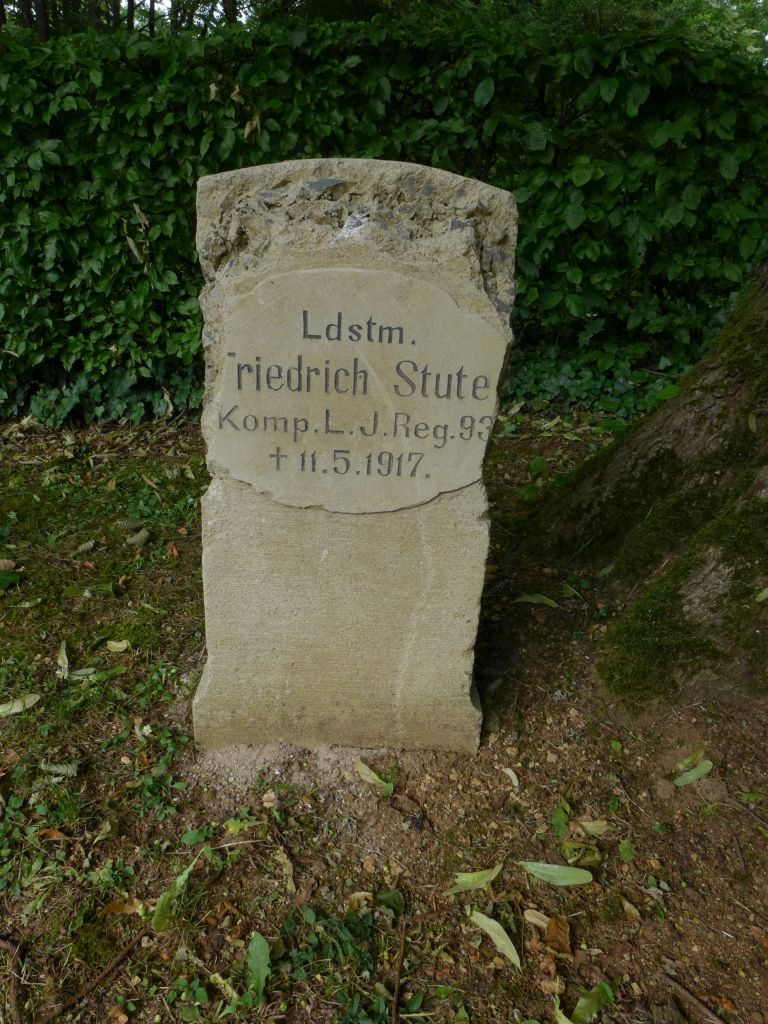 Ldstm.
Friedrich Stute
Komp. L. J. Reg. 93
† 11.5.1917.